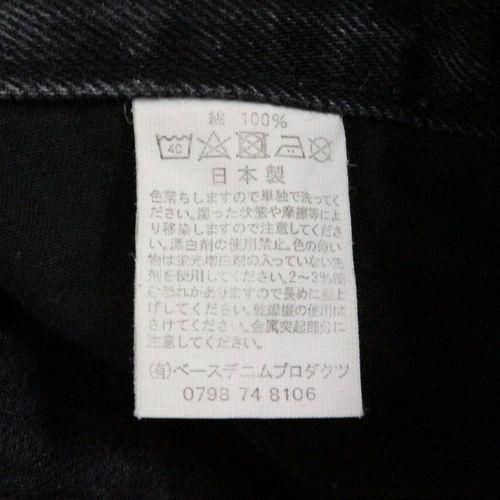 綿 100%
40
日本製
色落ちしますので単独で洗ってく
ださい。湿った状態や摩擦等によ
り移染しますので注意してくださ
い。漂白剤の使用禁止。色の薄い
物は蛍光増白剤の入っていない洗
剤を使用してください。2~3%縮
む恐れがありますので長めに裾上
げしてください。乾燥機の使用は
さけてください。金属突起部分に
注意してください。
(有)ベースデニムプロダクツ
0798 74 8106